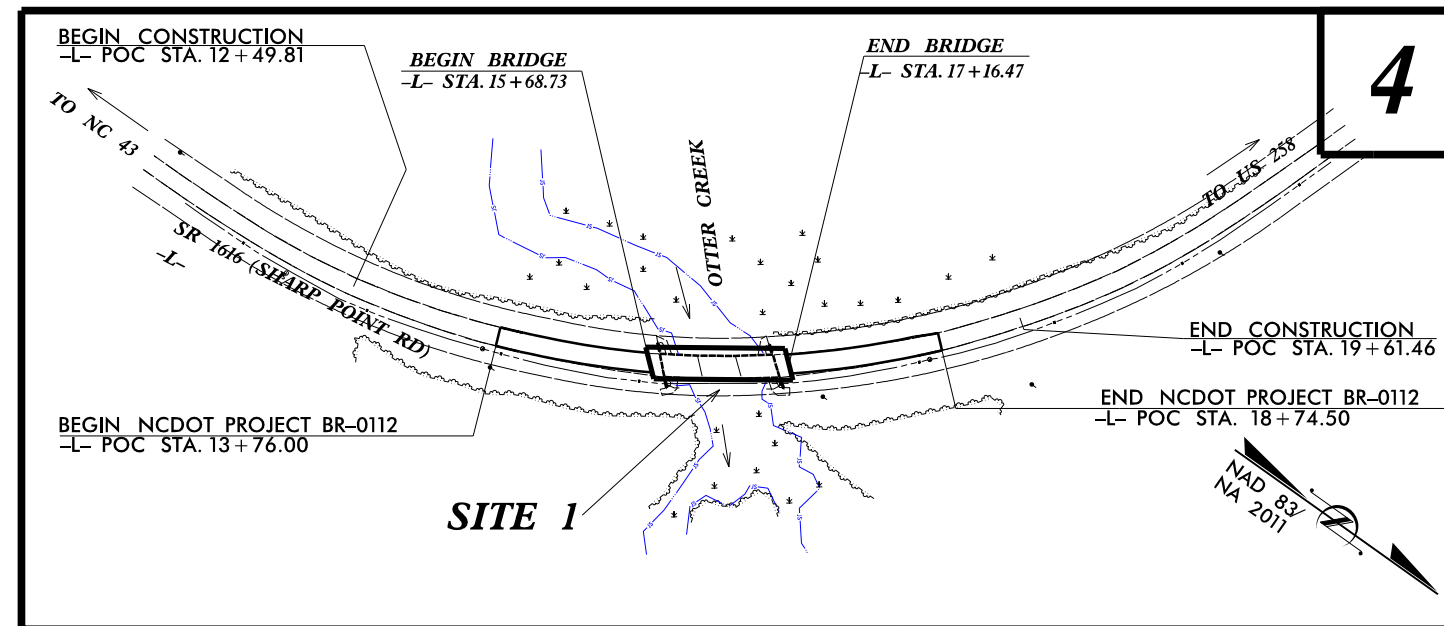 BEGIN CONSTRUCTION
-L- POC STA. 12+49.81
BEGIN BRIDGE
-L- STA. 15+68.73
END BRIDGE
-L- STA. 17+16.47
4
TO NC 43
OTTER CREEK
TO US 258
SR 1616 (SHARP POINT RD)
-L-
END CONSTRUCTION
-L- POC STA. 19+61.46
BEGIN NCDOT PROJECT BR-0112
-L- POC STA. 13+76.00
END NCDOT PROJECT BR-0112
-L- POC STA. 18+74.50
SITE 1
NAD 83/
NA 2011